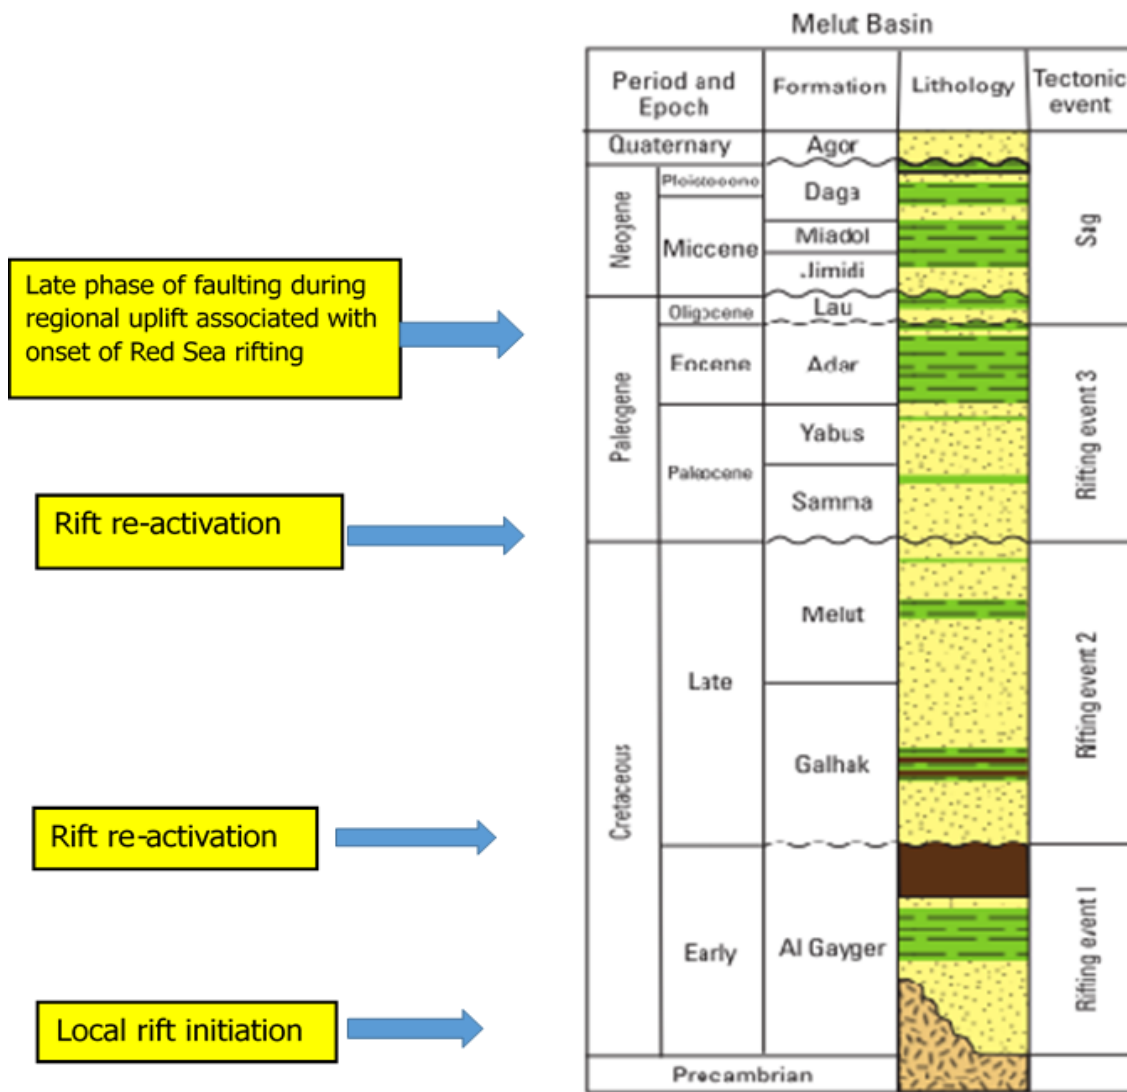 Melut Basin
Period and
Epoch
Formation
Lithology
Tectonic
event
Quaternary
Agor
Neogene
Pleistocene
Daga
Miccene
Miadol
Jimidi
Sag
Late phase of faulting during
regional uplift associated with
onset of Red Sea rifting
Paleogene
Oligocene
Lau
Eocene
Adar
Paleocene
Yabus
Samma
Rifting event 3
Rift re-activation
Cretaceous
Late
Melut
Galhak
Rifting event 2
Rift re-activation
Early
Al Gayger
Rifting event 1
Local rift initiation
Precambrian